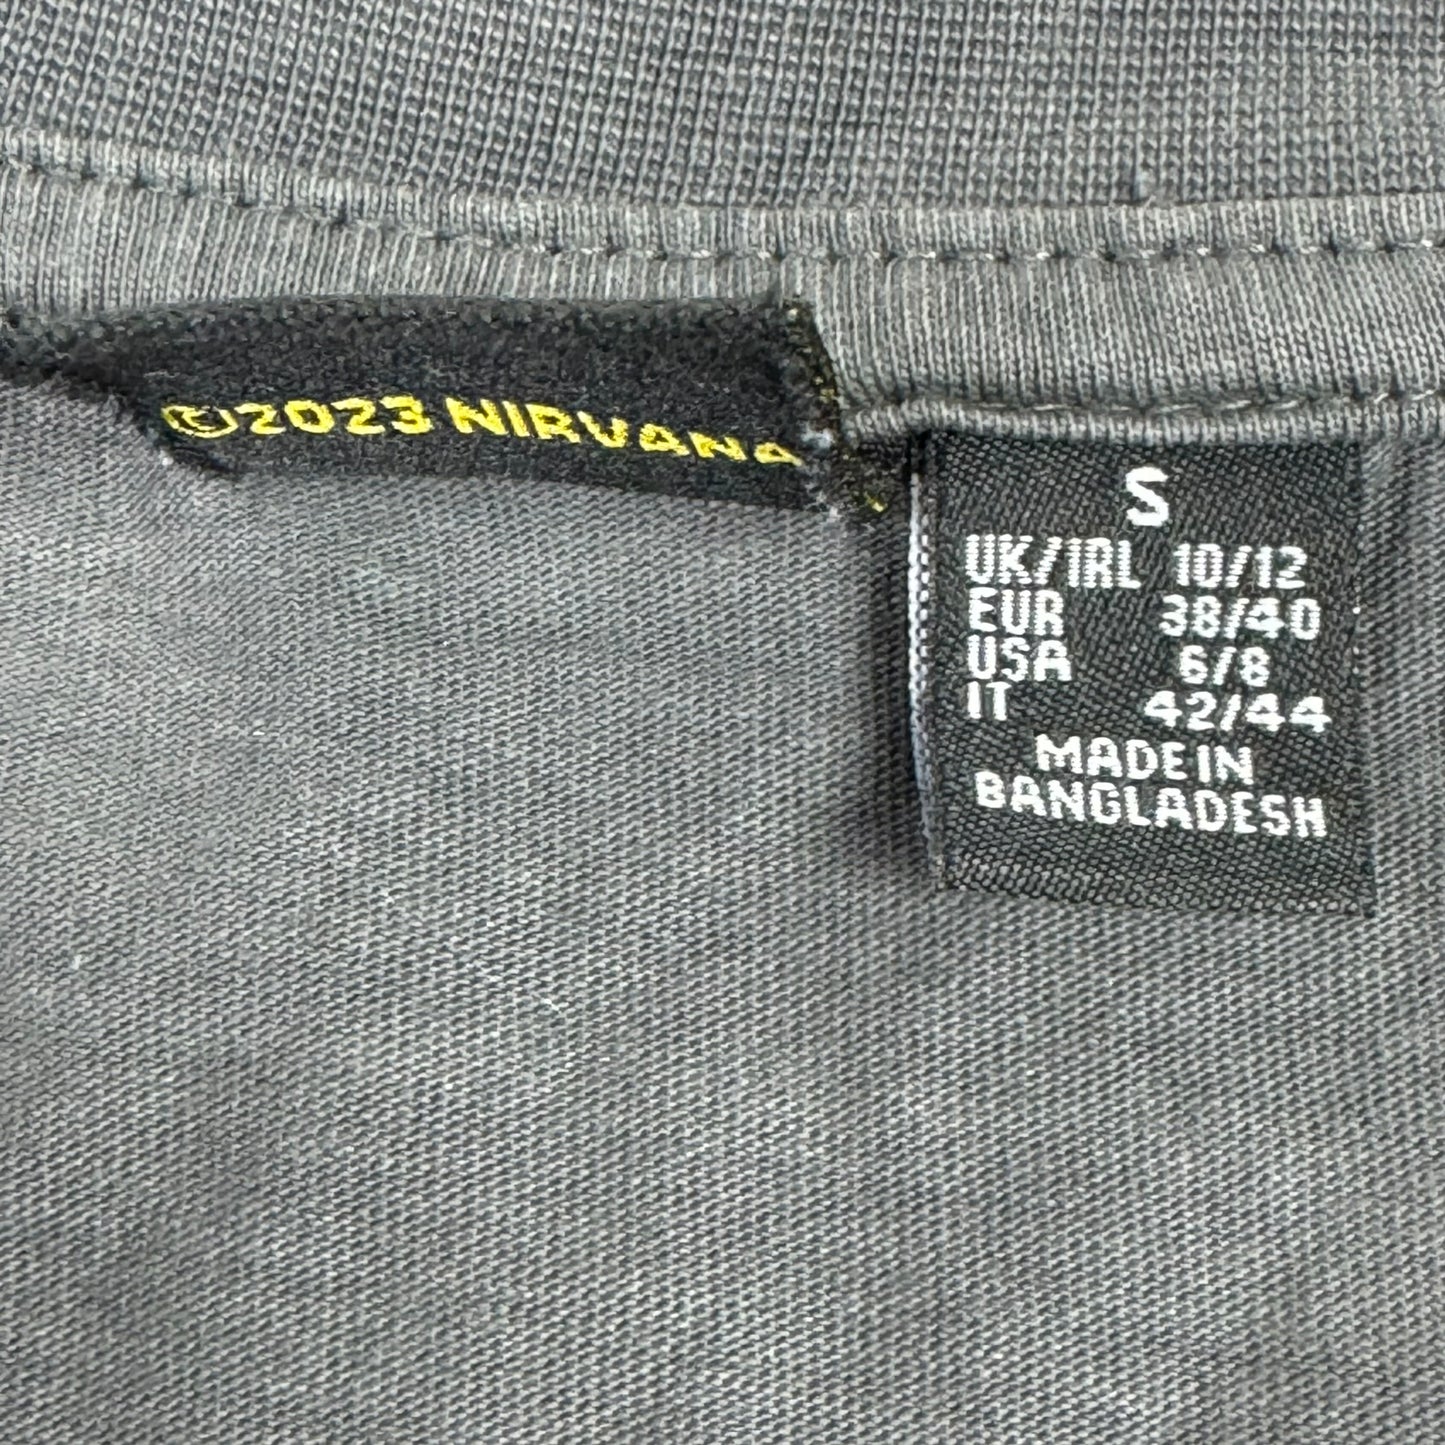 ©2023 NIRVANA
S
UK/IRL 10/12
EUR 38/40
USA 6/8
IT 42/44
MADE IN
BANGLADESH